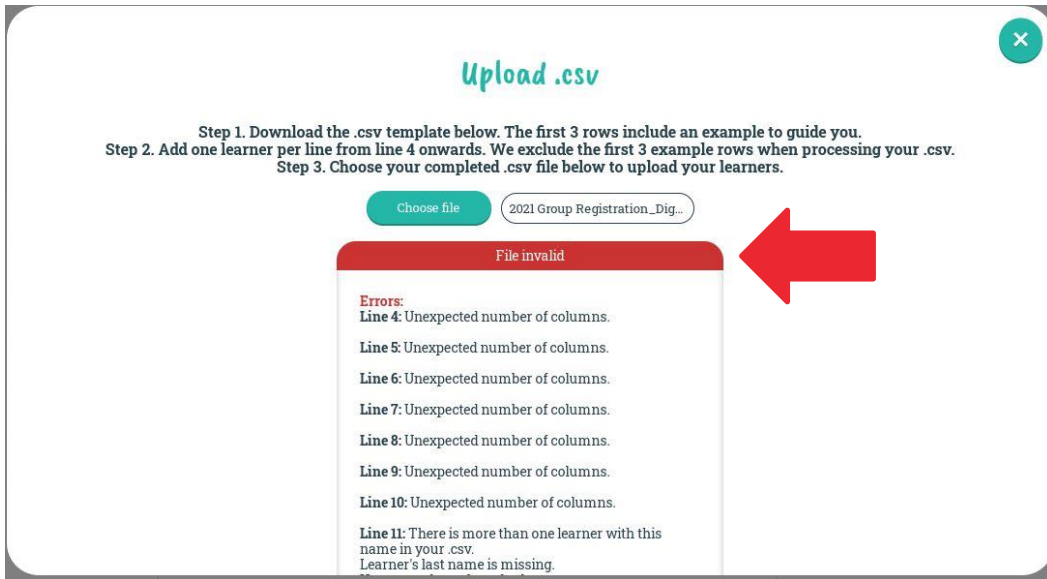 Upload .csv
Step 1. Download the .csv template below. The first 3 rows include an example to guide you.
Step 2. Add one learner per line from line 4 onwards. We exclude the first 3 example rows when processing your .csv.
Step 3. Choose your completed .csv file below to upload your learners.
Choose file
2021 Group Registration_Dig...
File invalid
Errors:
Line 4: Unexpected number of columns.
Line 5: Unexpected number of columns.
Line 6: Unexpected number of columns.
Line 7: Unexpected number of columns.
Line 8: Unexpected number of columns.
Line 9: Unexpected number of columns.
Line 10: Unexpected number of columns.
Line 11: There is more than one learner with this
name in your .csv.
Learner's last name is missing.